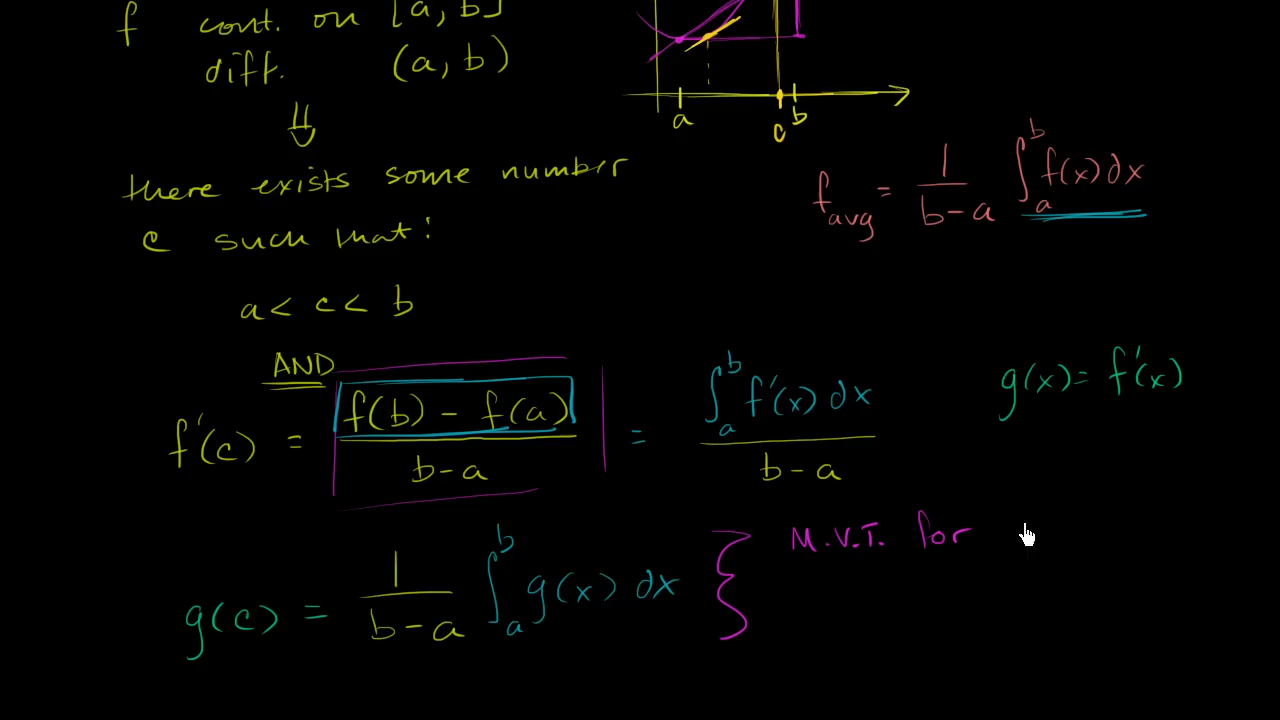 f cont. on [a, b]
diff. (a, b)
⇓
there exists some number
c such that:
a < c < b
AND
f'(c) = f(b) - f(a) / b-a = ∫_a^b f'(x) dx / b-a
g(c) = 1/b-a ∫_a^b g(x) dx } M.V.T. for
a c b
f_avg = 1/b-a ∫_a^b f(x) dx
g(x) = f'(x)